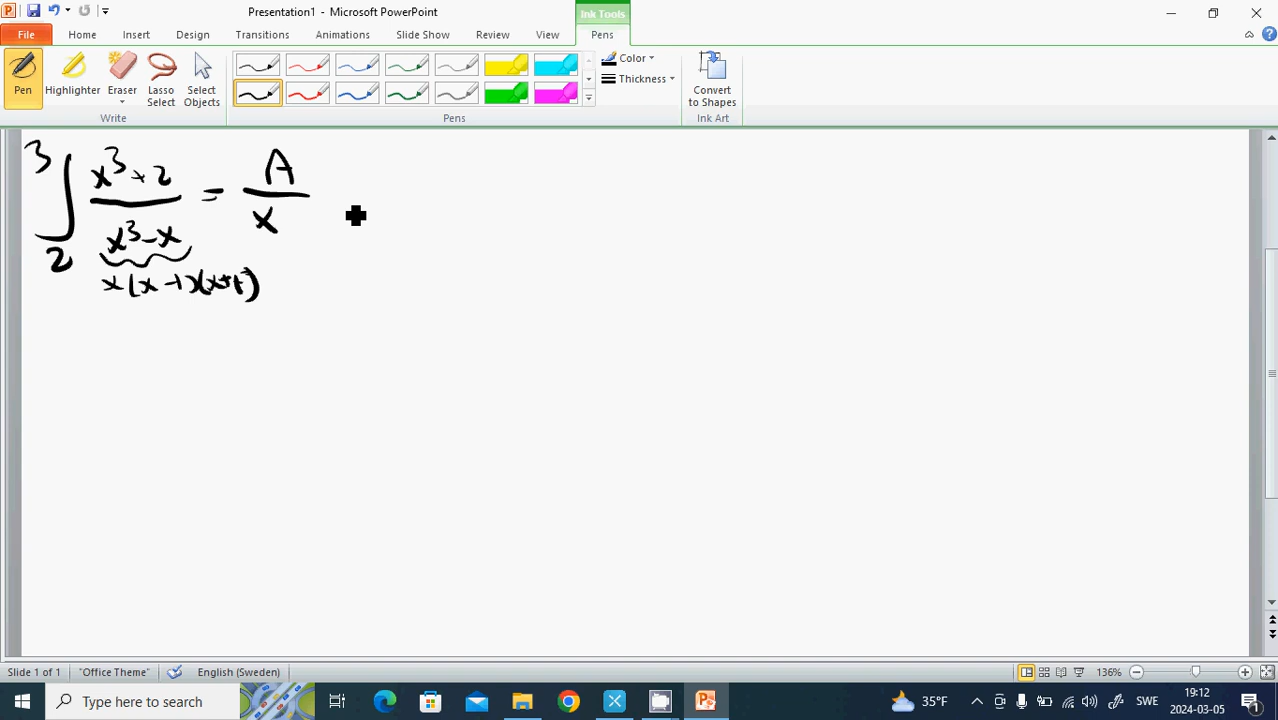 Presentation1 - Microsoft PowerPoint
Ink Tools
File Home Insert Design Transitions Animations Slide Show Review View Pens
Pen Highlighter Eraser Lasso Select Select Objects
Color
Thickness
Convert to Shapes
Write Pens Ink Art
3 ∫ 2 (x³+2)/(x³-x) = A/x
x(x-1)(x+1)
Slide 1 of 1 "Office Theme" English (Sweden) 136%
Type here to search 35°F SWE 19:12
2024-03-05 1